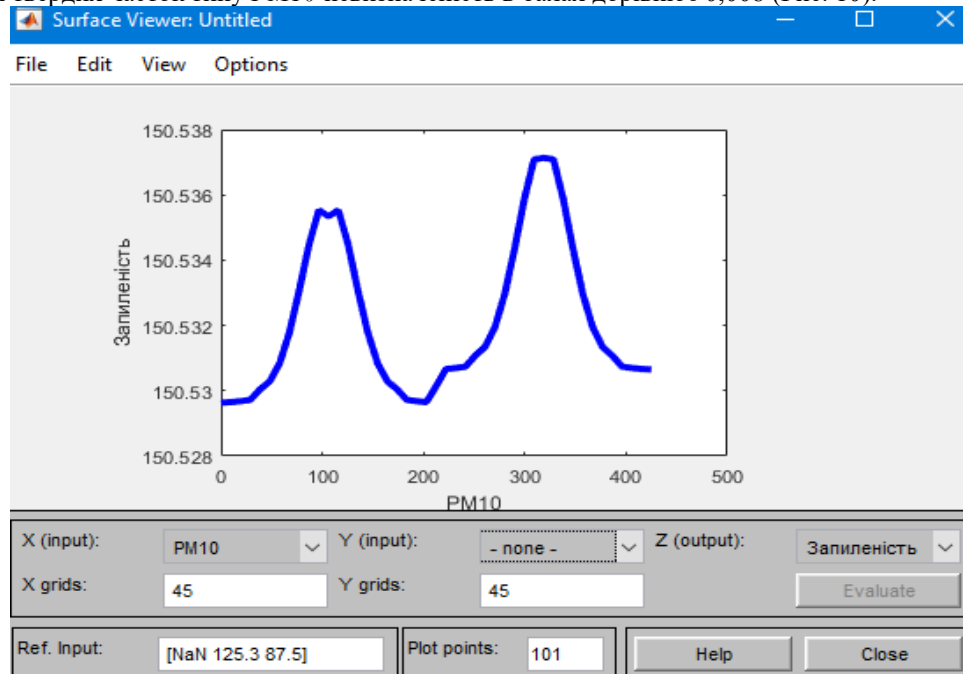 Surface Viewer: Untitled
File Edit View Options
150.538
150.536
150.534
150.532
150.53
150.528
Запиленість
0 100 200 300 400 500
PM10
X (input): PM10 Y (input): - none - Z (output): Запиленість
X grids: 45 Y grids: 45 Evaluate
Ref. Input: [NaN 125.3 87.5] Plot points: 101 Help Close